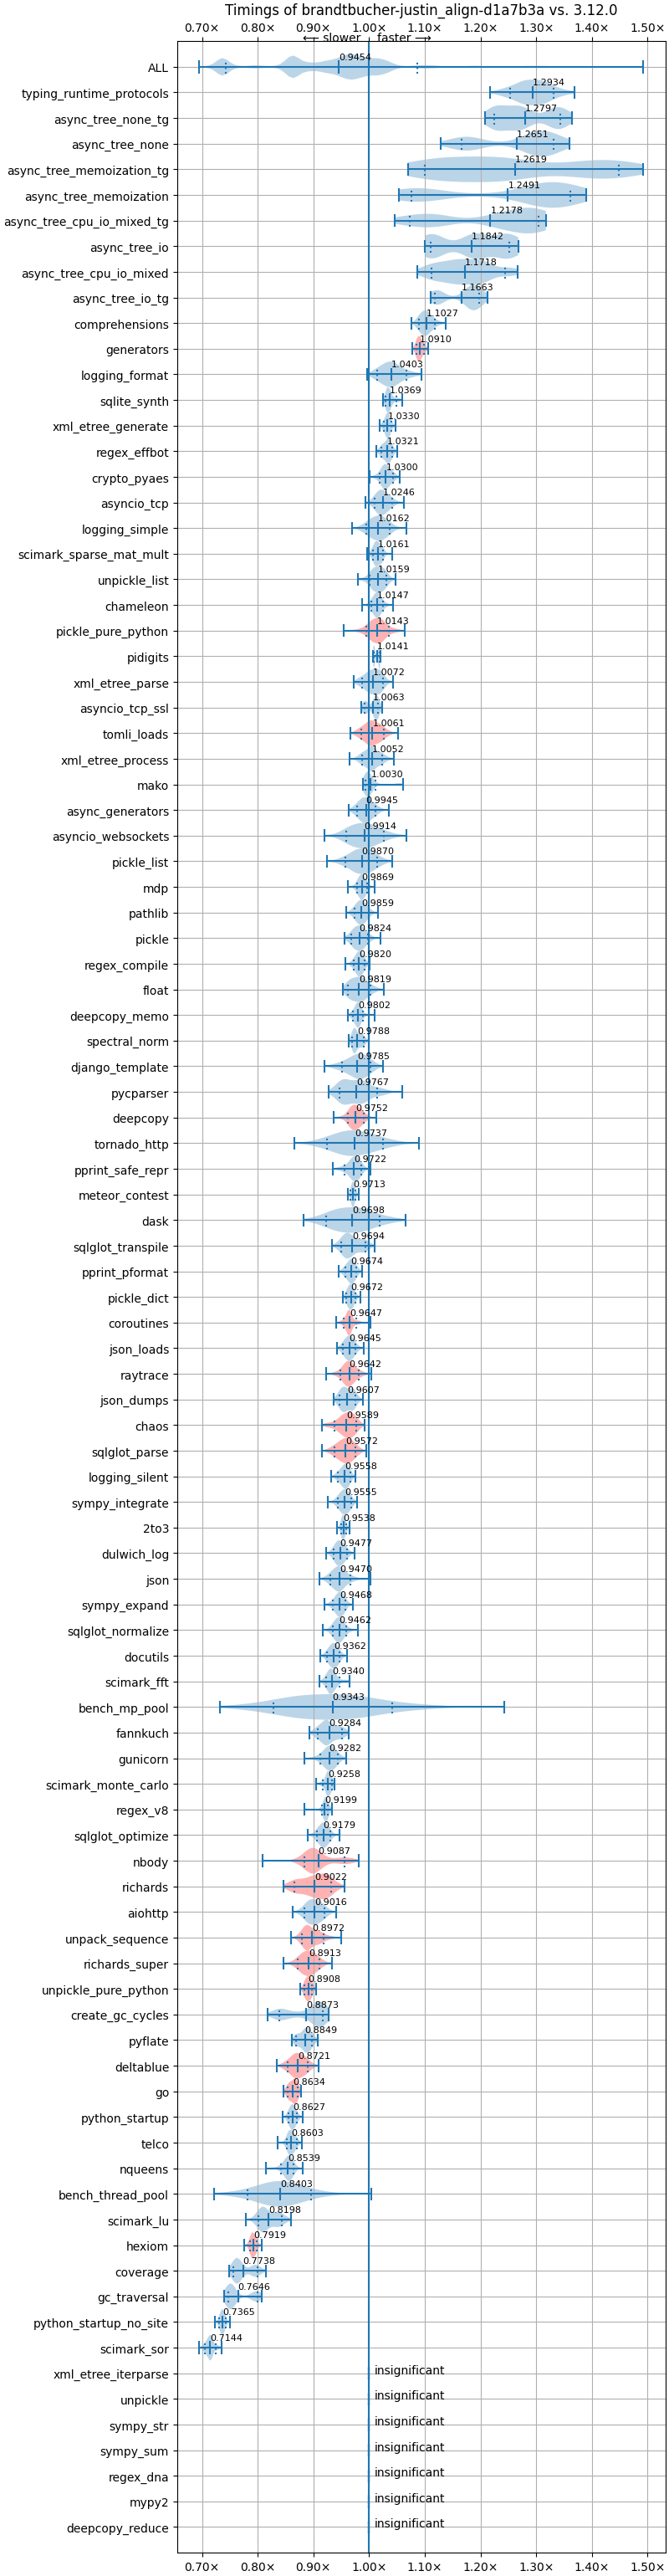 Timings of brandtbucher-justin_align-d1a7b3a vs. 3.12.0
0.70× 0.80× 0.90× 1.00× 1.10× 1.20× 1.30× 1.40× 1.50×
⟵ slower faster ⟶
ALL 0.9454
typing_runtime_protocols 1.2934
async_tree_none_tg 1.2797
async_tree_none 1.2651
async_tree_memoization_tg 1.2619
async_tree_memoization 1.2491
async_tree_cpu_io_mixed_tg 1.2178
async_tree_io 1.1842
async_tree_cpu_io_mixed 1.1718
async_tree_io_tg 1.1663
comprehensions 1.1027
generators 1.0910
logging_format 1.0403
sqlite_synth 1.0369
xml_etree_generate 1.0330
regex_effbot 1.0321
crypto_pyaes 1.0300
asyncio_tcp 1.0246
logging_simple 1.0162
scimark_sparse_mat_mult 1.0161
unpickle_list 1.0159
chameleon 1.0147
pickle_pure_python 1.0143
pidigits 1.0141
xml_etree_parse 1.0072
asyncio_tcp_ssl 1.0063
tomli_loads 1.0061
xml_etree_process 1.0052
mako 1.0030
async_generators 0.9945
asyncio_websockets 0.9914
pickle_list 0.9870
mdp 0.9869
pathlib 0.9859
pickle 0.9824
regex_compile 0.9820
float 0.9819
deepcopy_memo 0.9802
spectral_norm 0.9788
django_template 0.9785
pycparser 0.9767
deepcopy 0.9752
tornado_http 0.9737
pprint_safe_repr 0.9722
meteor_contest 0.9713
dask 0.9698
sqlglot_transpile 0.9694
pprint_pformat 0.9674
pickle_dict 0.9672
coroutines 0.9647
json_loads 0.9645
raytrace 0.9642
json_dumps 0.9607
chaos 0.9589
sqlglot_parse 0.9572
logging_silent 0.9558
sympy_integrate 0.9555
2to3 0.9538
dulwich_log 0.9477
json 0.9470
sympy_expand 0.9468
sqlglot_normalize 0.9462
docutils 0.9362
scimark_fft 0.9340
bench_mp_pool 0.9343
fannkuch 0.9284
gunicorn 0.9282
scimark_monte_carlo 0.9258
regex_v8 0.9199
sqlglot_optimize 0.9179
nbody 0.9087
richards 0.9022
aiohttp 0.9016
unpack_sequence 0.8972
richards_super 0.8913
unpickle_pure_python 0.8908
create_gc_cycles 0.8873
pyflate 0.8849
deltablue 0.8721
go 0.8634
python_startup 0.8627
telco 0.8603
nqueens 0.8539
bench_thread_pool 0.8403
scimark_lu 0.8198
hexiom 0.7919
coverage 0.7738
gc_traversal 0.7646
python_startup_no_site 0.7365
scimark_sor 0.7144
xml_etree_iterparse insignificant
unpickle insignificant
sympy_str insignificant
sympy_sum insignificant
regex_dna insignificant
mypy2 insignificant
deepcopy_reduce insignificant
0.70× 0.80× 0.90× 1.00× 1.10× 1.20× 1.30× 1.40× 1.50×